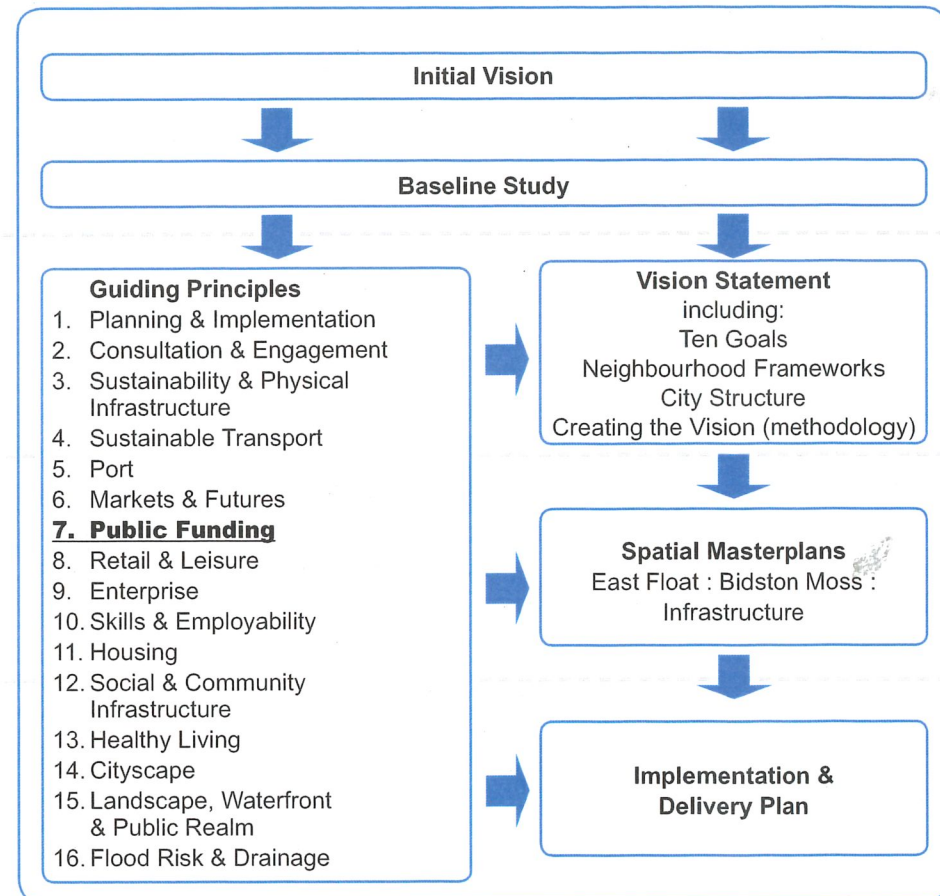 Initial Vision
Baseline Study
Guiding Principles
1. Planning & Implementation
2. Consultation & Engagement
3. Sustainability & Physical
Infrastructure
4. Sustainable Transport
5. Port
6. Markets & Futures
7. Public Funding
8. Retail & Leisure
9. Enterprise
10. Skills & Employability
11. Housing
12. Social & Community
Infrastructure
13. Healthy Living
14. Cityscape
15. Landscape, Waterfront
& Public Realm
16. Flood Risk & Drainage
Vision Statement
including:
Ten Goals
Neighbourhood Frameworks
City Structure
Creating the Vision (methodology)
Spatial Masterplans
East Float : Bidston Moss :
Infrastructure
Implementation &
Delivery Plan